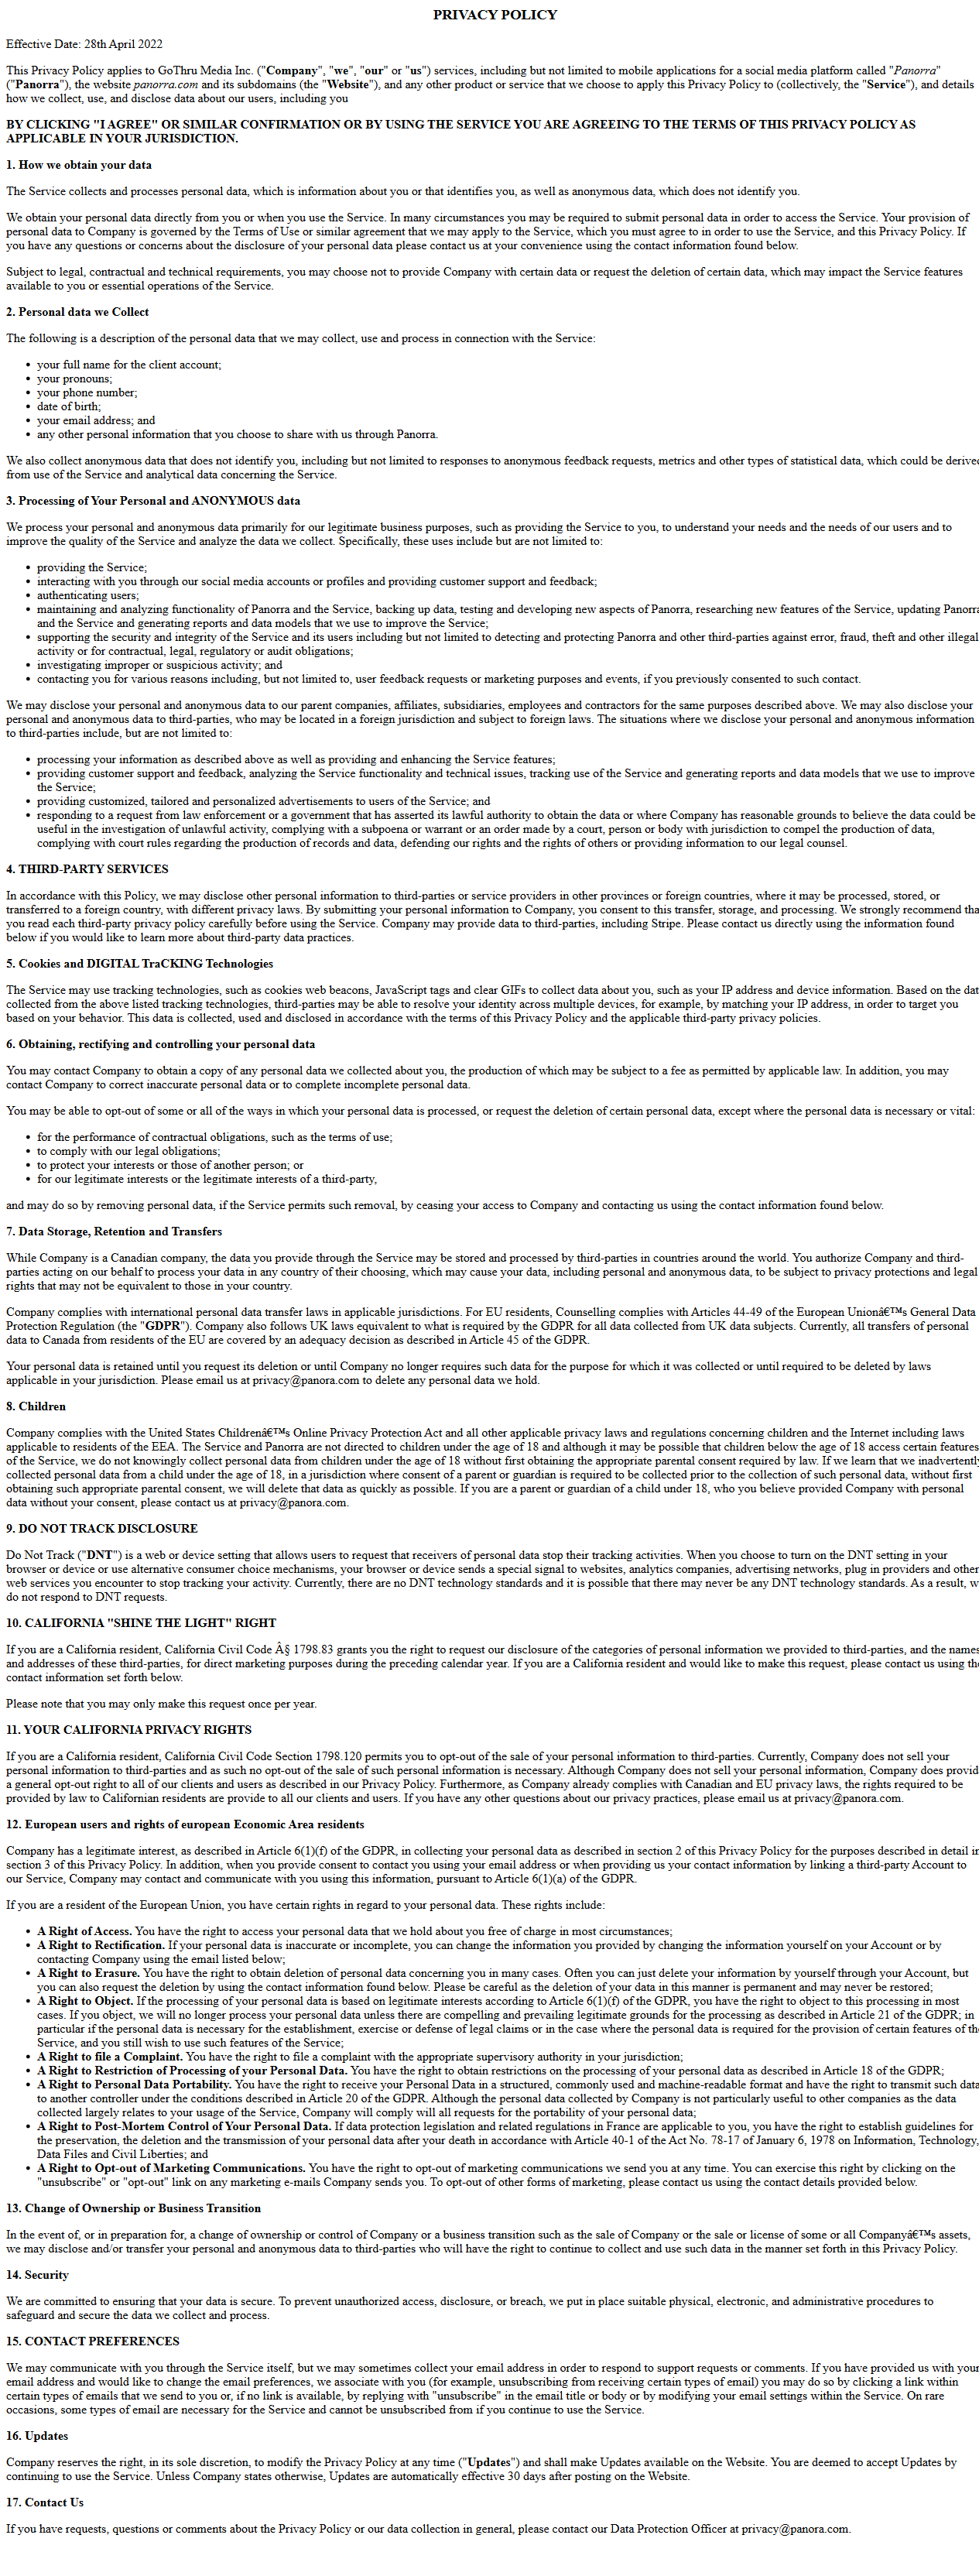 PRIVACY POLICY
Effective Date: 28th April 2022
This Privacy Policy applies to GoThru Media Inc. ("Company", "we", "our" or "us") services, including but not limited to mobile applications for a social media platform called "Panorra"
("Panorra"), the website panorra.com and its subdomains (the "Website"), and any other product or service that we choose to apply this Privacy Policy to (collectively, the "Service"), and details
how we collect, use, and disclose data about our users, including you
BY CLICKING "I AGREE" OR SIMILAR CONFIRMATION OR BY USING THE SERVICE YOU ARE AGREEING TO THE TERMS OF THIS PRIVACY POLICY AS
APPLICABLE IN YOUR JURISDICTION.
1. How we obtain your data
The Service collects and processes personal data, which is information about you or that identifies you, as well as anonymous data, which does not identify you.
We obtain your personal data directly from you or when you use the Service. In many circumstances you may be required to submit personal data in order to access the Service. Your provision of
personal data to Company is governed by the Terms of Use or similar agreement that we may apply to the Service, which you must agree to in order to use the Service, and this Privacy Policy. If
you have any questions or concerns about the disclosure of your personal data please contact us at your convenience using the contact information found below.
Subject to legal, contractual and technical requirements, you may choose not to provide Company with certain data or request the deletion of certain data, which may impact the Service features
available to you or essential operations of the Service.
2. Personal data we Collect
The following is a description of the personal data that we may collect, use and process in connection with the Service:
• your full name for the client account;
• your pronouns;
• your phone number;
• date of birth;
• your email address; and
• any other personal information that you choose to share with us through Panorra.
We also collect anonymous data that does not identify you, including but not limited to responses to anonymous feedback requests, metrics and other types of statistical data, which could be derive
from use of the Service and analytical data concerning the Service.
3. Processing of Your Personal and ANONYMOUS data
We process your personal and anonymous data primarily for our legitimate business purposes, such as providing the Service to you, to understand your needs and the needs of our users and to
improve the quality of the Service and analyze the data we collect. Specifically, these uses include but are not limited to:
• providing the Service;
• interacting with you through our social media accounts or profiles and providing customer support and feedback;
• authenticating users;
• maintaining and analyzing functionality of Panorra and the Service, backing up data, testing and developing new aspects of Panorra, researching new features of the Service, updating Panorra
and the Service and generating reports and data models that we use to improve the Service;
• supporting the security and integrity of the Service and its users including but not limited to detecting and protecting Panorra and other third-parties against error, fraud, theft and other illegal
activity or for contractual, legal, regulatory or audit obligations;
• investigating improper or suspicious activity; and
• contacting you for various reasons including, but not limited to, user feedback requests or marketing purposes and events, if you previously consented to such contact.
We may disclose your personal and anonymous data to our parent companies, affiliates, subsidiaries, employees and contractors for the same purposes described above. We may also disclose your
personal and anonymous data to third-parties, who may be located in a foreign jurisdiction and subject to foreign laws. The situations where we disclose your personal and anonymous information
to third-parties include, but are not limited to:
• processing your information as described above as well as providing and enhancing the Service features;
• providing customer support and feedback, analyzing the Service functionality and technical issues, tracking use of the Service and generating reports and data models that we use to improve
the Service;
• providing customized, tailored and personalized advertisements to users of the Service; and
• responding to a request from law enforcement or a government that has asserted its lawful authority to obtain the data or where Company has reasonable grounds to believe the data could be
useful in the investigation of unlawful activity, complying with a subpoena or warrant or an order made by a court, person or body with jurisdiction to compel the production of data,
complying with court rules regarding the production of records and data, defending our rights and the rights of others or providing information to our legal counsel.
4. THIRD-PARTY SERVICES
In accordance with this Policy, we may disclose other personal information to third-parties or service providers in other provinces or foreign countries, where it may be processed, stored, or
transferred to a foreign country, with different privacy laws. By submitting your personal information to Company, you consent to this transfer, storage, and processing. We strongly recommend tha
you read each third-party privacy policy carefully before using the Service. Company may provide data to third-parties, including Stripe. Please contact us directly using the information found
below if you would like to learn more about third-party data practices.
5. Cookies and DIGITAL TraCKING Technologies
The Service may use tracking technologies, such as cookies web beacons, JavaScript tags and clear GIFs to collect data about you, such as your IP address and device information. Based on the dat
collected from the above listed tracking technologies, third-parties may be able to resolve your identity across multiple devices, for example, by matching your IP address, in order to target you
based on your behavior. This data is collected, used and disclosed in accordance with the terms of this Privacy Policy and the applicable third-party privacy policies.
6. Obtaining, rectifying and controlling your personal data
You may contact Company to obtain a copy of any personal data we collected about you, the production of which may be subject to a fee as permitted by applicable law. In addition, you may
contact Company to correct inaccurate personal data or to complete incomplete personal data.
You may be able to opt-out of some or all of the ways in which your personal data is processed, or request the deletion of certain personal data, except where the personal data is necessary or vital:
• for the performance of contractual obligations, such as the terms of use;
• to comply with our legal obligations;
• to protect your interests or those of another person; or
• for our legitimate interests or the legitimate interests of a third-party,
and may do so by removing personal data, if the Service permits such removal, by ceasing your access to Company and contacting us using the contact information found below.
7. Data Storage, Retention and Transfers
While Company is a Canadian company, the data you provide through the Service may be stored and processed by third-parties in countries around the world. You authorize Company and third-
parties acting on our behalf to process your data in any country of their choosing, which may cause your data, including personal and anonymous data, to be subject to privacy protections and legal
rights that may not be equivalent to those in your country.
Company complies with international personal data transfer laws in applicable jurisdictions. For EU residents, Counselling complies with Articles 44-49 of the European Unionâ€™s General Data
Protection Regulation (the "GDPR"). Company also follows UK laws equivalent to what is required by the GDPR for all data collected from UK data subjects. Currently, all transfers of personal
data to Canada from residents of the EU are covered by an adequacy decision as described in Article 45 of the GDPR.
Your personal data is retained until you request its deletion or until Company no longer requires such data for the purpose for which it was collected or until required to be deleted by laws
applicable in your jurisdiction. Please email us at privacy@panora.com to delete any personal data we hold.
8. Children
Company complies with the United States Childrenâ€™s Online Privacy Protection Act and all other applicable privacy laws and regulations concerning children and the Internet including laws
applicable to residents of the EEA. The Service and Panorra are not directed to children under the age of 18 and although it may be possible that children below the age of 18 access certain features
of the Service, we do not knowingly collect personal data from children under the age of 18 without first obtaining the appropriate parental consent required by law. If we learn that we inadvertently
collected personal data from a child under the age of 18, in a jurisdiction where consent of a parent or guardian is required to be collected prior to the collection of such personal data, without first
obtaining such appropriate parental consent, we will delete that data as quickly as possible. If you are a parent or guardian of a child under 18, who you believe provided Company with personal
data without your consent, please contact us at privacy@panora.com.
9. DO NOT TRACK DISCLOSURE
Do Not Track ("DNT") is a web or device setting that allows users to request that receivers of personal data stop their tracking activities. When you choose to turn on the DNT setting in your
browser or device or use alternative consumer choice mechanisms, your browser or device sends a special signal to websites, analytics companies, advertising networks, plug in providers and other
web services you encounter to stop tracking your activity. Currently, there are no DNT technology standards and it is possible that there may never be any DNT technology standards. As a result, w
do not respond to DNT requests.
10. CALIFORNIA "SHINE THE LIGHT" RIGHT
If you are a California resident, California Civil Code Â§ 1798.83 grants you the right to request our disclosure of the categories of personal information we provided to third-parties, and the names
and addresses of these third-parties, for direct marketing purposes during the preceding calendar year. If you are a California resident and would like to make this request, please contact us using the
contact information set forth below.
Please note that you may only make this request once per year.
11. YOUR CALIFORNIA PRIVACY RIGHTS
If you are a California resident, California Civil Code Section 1798.120 permits you to opt-out of the sale of your personal information to third-parties. Currently, Company does not sell your
personal information to third-parties and as such no opt-out of the sale of such personal information is necessary. Although Company does not sell your personal information, Company does provid
a general opt-out right to all of our clients and users as described in our Privacy Policy. Furthermore, as Company already complies with Canadian and EU privacy laws, the rights required to be
provided by law to Californian residents are provide to all our clients and users. If you have any other questions about our privacy practices, please email us at privacy@panora.com.
12. European users and rights of european Economic Area residents
Company has a legitimate interest, as described in Article 6(1)(f) of the GDPR, in collecting your personal data as described in section 2 of this Privacy Policy for the purposes described in detail in
section 3 of this Privacy Policy. In addition, when you provide consent to contact you using your email address or when providing us your contact information by linking a third-party Account to
our Service, Company may contact and communicate with you using this information, pursuant to Article 6(1)(a) of the GDPR.
If you are a resident of the European Union, you have certain rights in regard to your personal data. These rights include:
• A Right of Access. You have the right to access your personal data that we hold about you free of charge in most circumstances;
• A Right to Rectification. If your personal data is inaccurate or incomplete, you can change the information you provided by changing the information yourself on your Account or by
contacting Company using the email listed below;
• A Right to Erasure. You have the right to obtain deletion of personal data concerning you in many cases. Often you can just delete your information by yourself through your Account, but
you can also request the deletion by using the contact information found below. Please be careful as the deletion of your data in this manner is permanent and may never be restored;
• A Right to Object. If the processing of your personal data is based on legitimate interests according to Article 6(1)(f) of the GDPR, you have the right to object to this processing in most
cases. If you object, we will no longer process your personal data unless there are compelling and prevailing legitimate grounds for the processing as described in Article 21 of the GDPR; in
particular if the personal data is necessary for the establishment, exercise or defense of legal claims or in the case where the personal data is required for the provision of certain features of the
Service, and you still wish to use such features of the Service;
• A Right to file a Complaint. You have the right to file a complaint with the appropriate supervisory authority in your jurisdiction;
• A Right to Restriction of Processing of your Personal Data. You have the right to obtain restrictions on the processing of your personal data as described in Article 18 of the GDPR;
• A Right to Personal Data Portability. You have the right to receive your Personal Data in a structured, commonly used and machine-readable format and have the right to transmit such data
to another controller under the conditions described in Article 20 of the GDPR. Although the personal data collected by Company is not particularly useful to other companies as the data
collected largely relates to your usage of the Service, Company will comply will all requests for the portability of your personal data;
• A Right to Post-Mortem Control of Your Personal Data. If data protection legislation and related regulations in France are applicable to you, you have the right to establish guidelines for
the preservation, the deletion and the transmission of your personal data after your death in accordance with Article 40-1 of the Act No. 78-17 of January 6, 1978 on Information, Technology,
Data Files and Civil Liberties; and
• A Right to Opt-out of Marketing Communications. You have the right to opt-out of marketing communications we send you at any time. You can exercise this right by clicking on the
"unsubscribe" or "opt-out" link on any marketing e-mails Company sends you. To opt-out of other forms of marketing, please contact us using the contact details provided below.
13. Change of Ownership or Business Transition
In the event of, or in preparation for, a change of ownership or control of Company or a business transition such as the sale of Company or the sale or license of some or all Companyâ€™s assets,
we may disclose and/or transfer your personal and anonymous data to third-parties who will have the right to continue to collect and use such data in the manner set forth in this Privacy Policy.
14. Security
We are committed to ensuring that your data is secure. To prevent unauthorized access, disclosure, or breach, we put in place suitable physical, electronic, and administrative procedures to
safeguard and secure the data we collect and process.
15. CONTACT PREFERENCES
We may communicate with you through the Service itself, but we may sometimes collect your email address in order to respond to support requests or comments. If you have provided us with your
email address and would like to change the email preferences, we associate with you (for example, unsubscribing from receiving certain types of email) you may do so by clicking a link within
certain types of emails that we send to you or, if no link is available, by replying with "unsubscribe" in the email title or body or by modifying your email settings within the Service. On rare
occasions, some types of email are necessary for the Service and cannot be unsubscribed from if you continue to use the Service.
16. Updates
Company reserves the right, in its sole discretion, to modify the Privacy Policy at any time ("Updates") and shall make Updates available on the Website. You are deemed to accept Updates by
continuing to use the Service. Unless Company states otherwise, Updates are automatically effective 30 days after posting on the Website.
17. Contact Us
If you have requests, questions or comments about the Privacy Policy or our data collection in general, please contact our Data Protection Officer at privacy@panora.com.